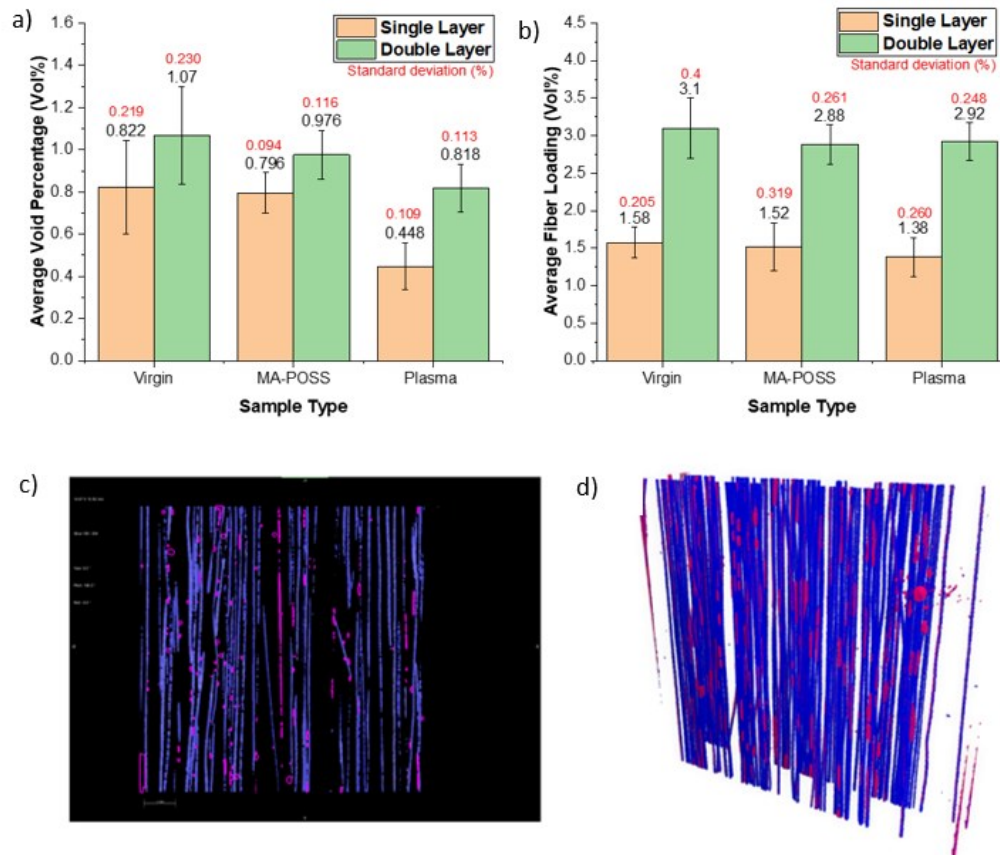 a)
Single Layer
Double Layer
Standard deviation (%)
Average Void Percentage (Vol%)
1.6
1.4
1.2
1.0
0.8
0.6
0.4
0.2
0.0
0.219
0.822
0.230
1.07
0.094
0.796
0.116
0.976
0.109
0.448
0.113
0.818
Virgin
MA-POSS
Plasma
Sample Type
b)
Single Layer
Double Layer
Standard deviation (%)
Average Fiber Loading (Vol%)
4.5
4.0
3.5
3.0
2.5
2.0
1.5
1.0
0.5
0.0
0.205
1.58
0.4
3.1
0.319
1.52
0.261
2.88
0.260
1.38
0.248
2.92
Virgin
MA-POSS
Plasma
Sample Type
c)
d)